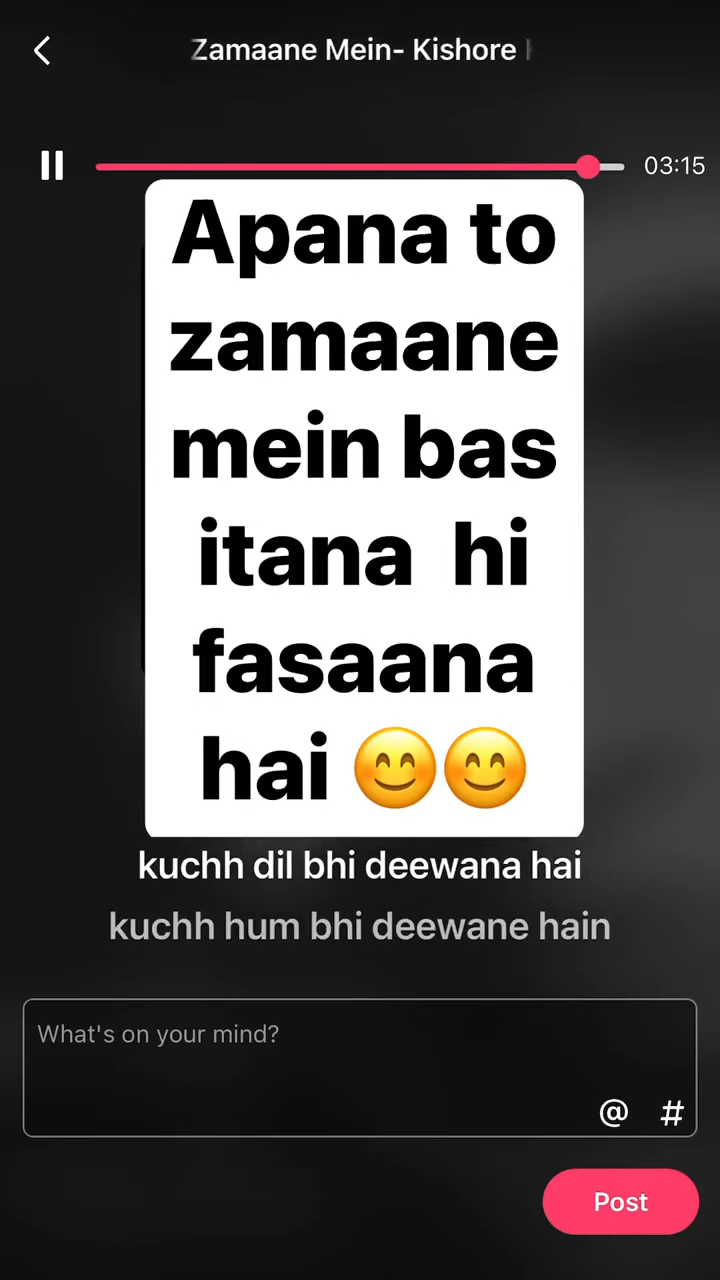 Zamaane Mein- Kishore
03:15
Apana to
zamaane
mein bas
itana hi
fasaana
hai 😊😊
kuchh dil bhi deewana hai
kuchh hum bhi deewane hain
What's on your mind?
@ #
Post